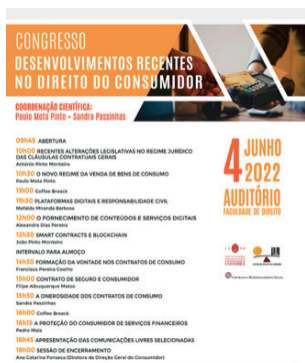 CONGRESSO
DESENVOLVIMENTOS RECENTES
NO DIREITO DO CONSUMIDOR
COORDENAÇÃO CIENTÍFICA:
Paulo Mota Pinto • Sandra Passinhas
09h45 ABERTURA
10h00 RECENTES ALTERAÇÕES LEGISLATIVAS NO REGIME JURÍDICO
DAS CLÁUSULAS CONTRATUAIS GERAIS
António Pinto Monteiro
10h30 O NOVO REGIME DA VENDA DE BENS DE CONSUMO
Paulo Mota Pinto
11h00 Coffee Break
11h30 PLATAFORMAS DIGITAIS E RESPONSABILIDADE CIVIL
Mafalda Miranda Barbosa
12h00 O FORNECIMENTO DE CONTEÚDOS E SERVIÇOS DIGITAIS
Alexandre Dias Pereira
12h30 SMART CONTRACTS E BLOCKCHAIN
João Pinto Monteiro
INTERVALO PARA ALMOÇO
14h30 FORMAÇÃO DA VONTADE NOS CONTRATOS DE CONSUMO
Francisco Pereira Coelho
15h00 CONTRATO DE SEGURO E CONSUMIDOR
Filipe Albuquerque Matos
15h30 A ONEROSIDADE DOS CONTRATOS DE CONSUMO
Sandra Passinhas
16h00 Coffee Break
16h15 A PROTEÇÃO DO CONSUMIDOR DE SERVIÇOS FINANCEIROS
Pedro Maia
16h45 APRESENTAÇÃO DAS COMUNICAÇÕES LIVRES SELECIONADAS
18h00 SESSÃO DE ENCERRAMENTO
Ana Catarina Fonseca (Diretora da Direção Geral do Consumidor)
4 JUNHO
2022
AUDITÓRIO
FACULDADE DE DIREITO